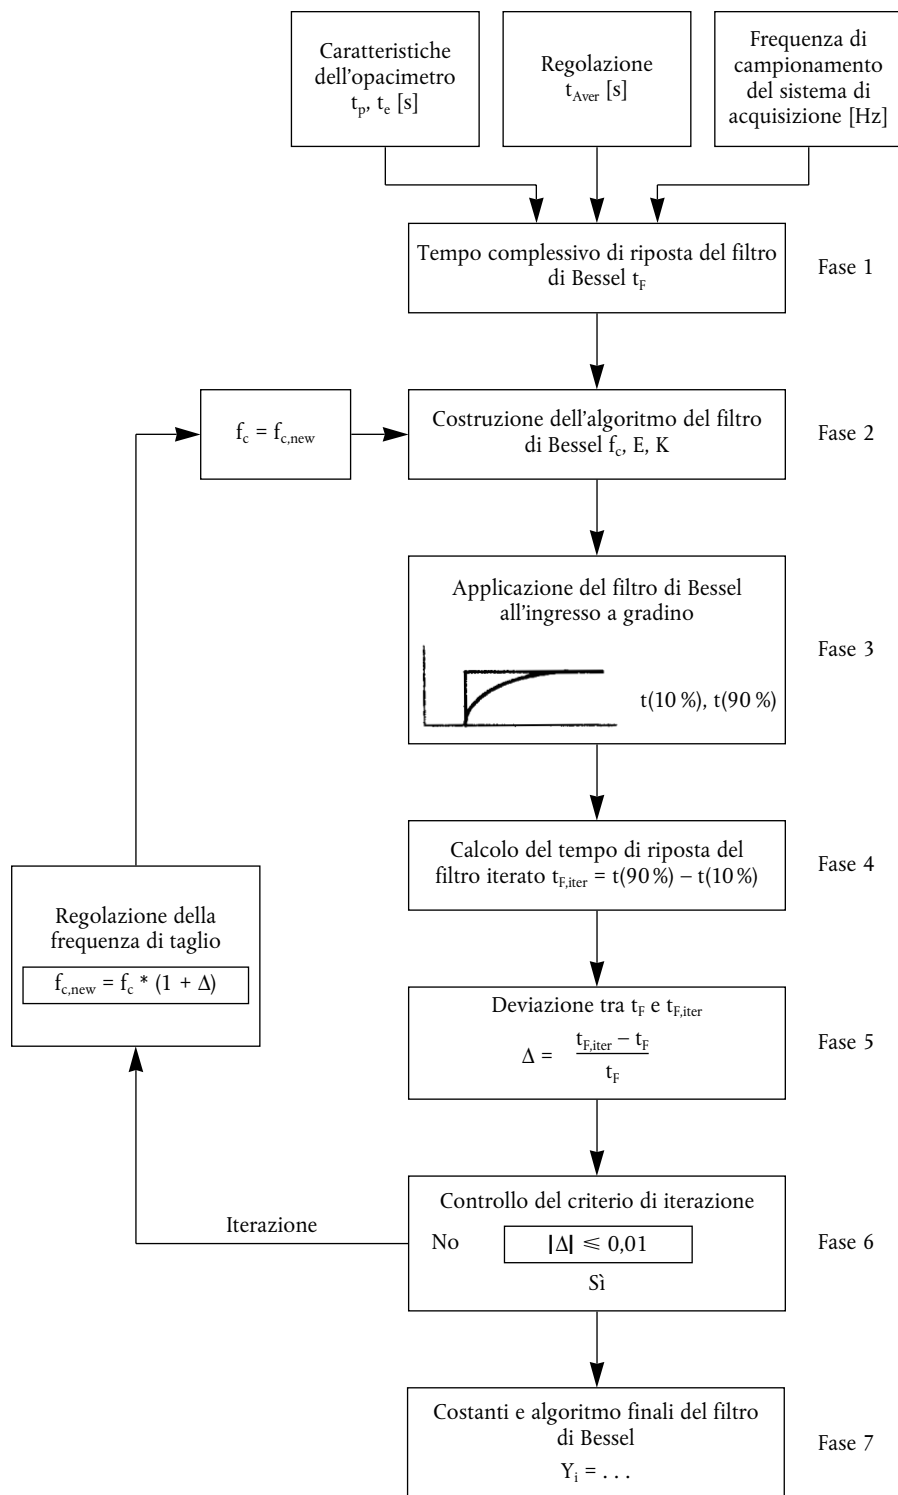 Caratteristiche
dell'opacimetro
tp, te [s]
Regolazione
tAver [s]
Frequenza di
campionamento
del sistema di
acquisizione [Hz]
Tempo complessivo di riposta del filtro
di Bessel tF
Fase 1
fc = fc,new
Costruzione dell'algoritmo del filtro
di Bessel fc, E, K
Fase 2
Applicazione del filtro di Bessel
all'ingresso a gradino
t(10 %), t(90 %)
Fase 3
Calcolo del tempo di riposta del
filtro iterato tF,iter = t(90 %) – t(10 %)
Fase 4
Regolazione della
frequenza di taglio
fc,new = fc * (1 + Δ)
Deviazione tra tF e tF,iter
Δ = tF,iter – tF
tF
Fase 5
Controllo del criterio di iterazione
Iterazione
No
|Δ| ≤ 0,01
Sì
Fase 6
Costanti e algoritmo finali del filtro
di Bessel
Yi = . . .
Fase 7